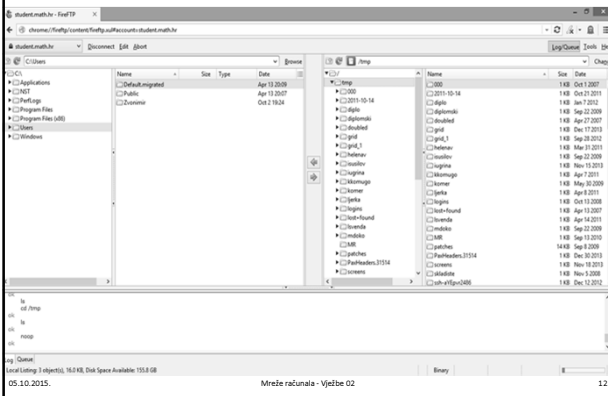 student.math.hr - FireFTP
chrome://fireftp/content/fireftp.xul#account=student.math.hr
student.math.hr Disconnect Edit Abort Log/Queue Tools
C:\Users Browse /tmp
C:\
Applications
NST
PerfLogs
Program Files
Program Files (x86)
Users
Windows
Name Size Type Date
Default.migrated Apr 13 20:09
Public Apr 13 20:07
Zvonimir Oct 2 19:24
/
tmp
000
2011-10-14
diplo
diplomski
doubled
grid
grid_1
helenav
iusilov
iugrina
kkomugo
komer
ljerka
logins
lost+found
lsvenda
mdoko
MR
patches
PaxHeaders.31514
screens
Name Size Date
000 1 KB Oct 1 2007
2011-10-14 1 KB Oct 21 2011
diplo 1 KB Jan 7 2012
diplomski 1 KB Sep 22 2009
doubled 1 KB Apr 27 2007
grid 1 KB Dec 17 2013
grid_1 1 KB Sep 28 2012
helenav 1 KB Mar 31 2011
1 KB Sep 22 2009
iugrina 1 KB Nov 15 2013
kkomugo 1 KB Apr 7 2011
komer 1 KB May 30 2009
ljerka 1 KB Apr 8 2011
logins 1 KB Oct 13 2008
lost+found 1 KB Apr 13 2007
lsvenda 1 KB Apr 14 2011
mdoko 1 KB Sep 22 2009
MR 1 KB Sep 13 2010
patches 14 KB Sep 8 2009
PaxHeaders.31514 1 KB Dec 30 2013
screens 1 KB Nov 18 2013
skladiste 1 KB Nov 5 2008
1 KB Dec 12 2012
ok
ls
cd /tmp
ok
ls
ok
noop
ok
Log Queue
Local Listing: 3 object(s), 16.0 KB, Disk Space Available: 155.8 GB Binary
05.10.2015. Mreže računala - Vježbe 02 12